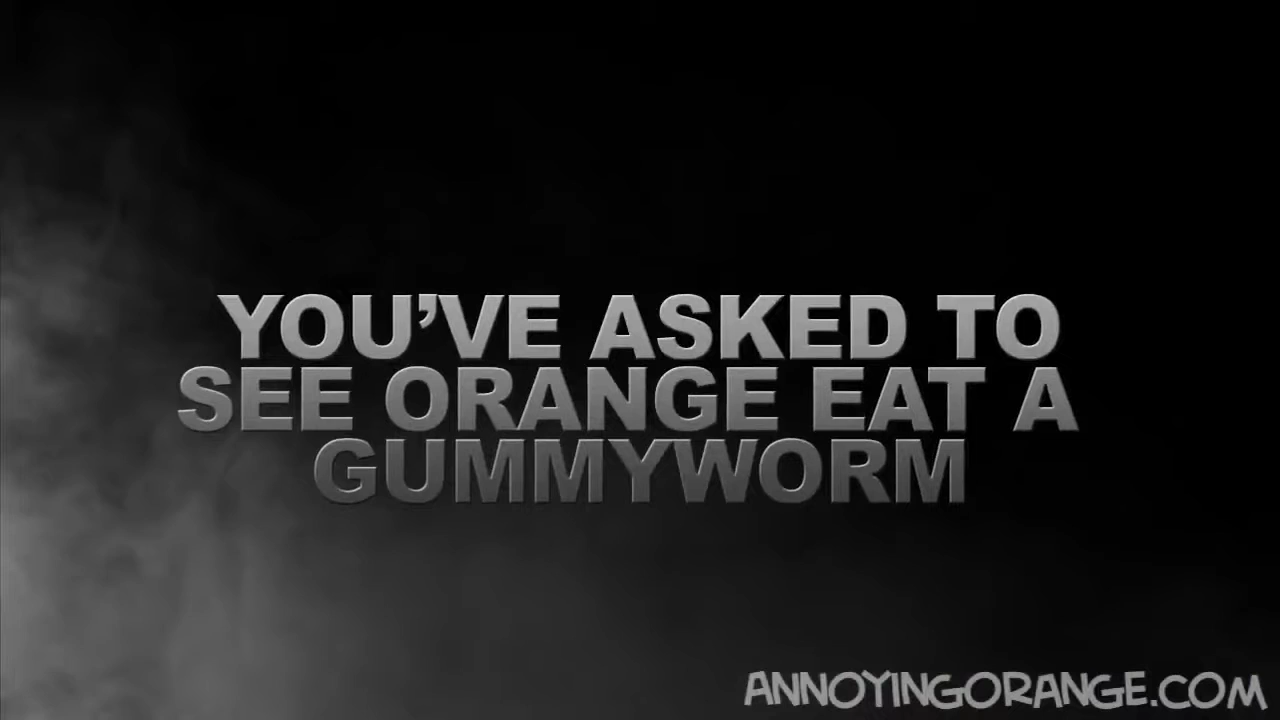 YOU'VE ASKED TO
SEE ORANGE EAT A
GUMMYWORM
ANNOYINGORANGE.COM